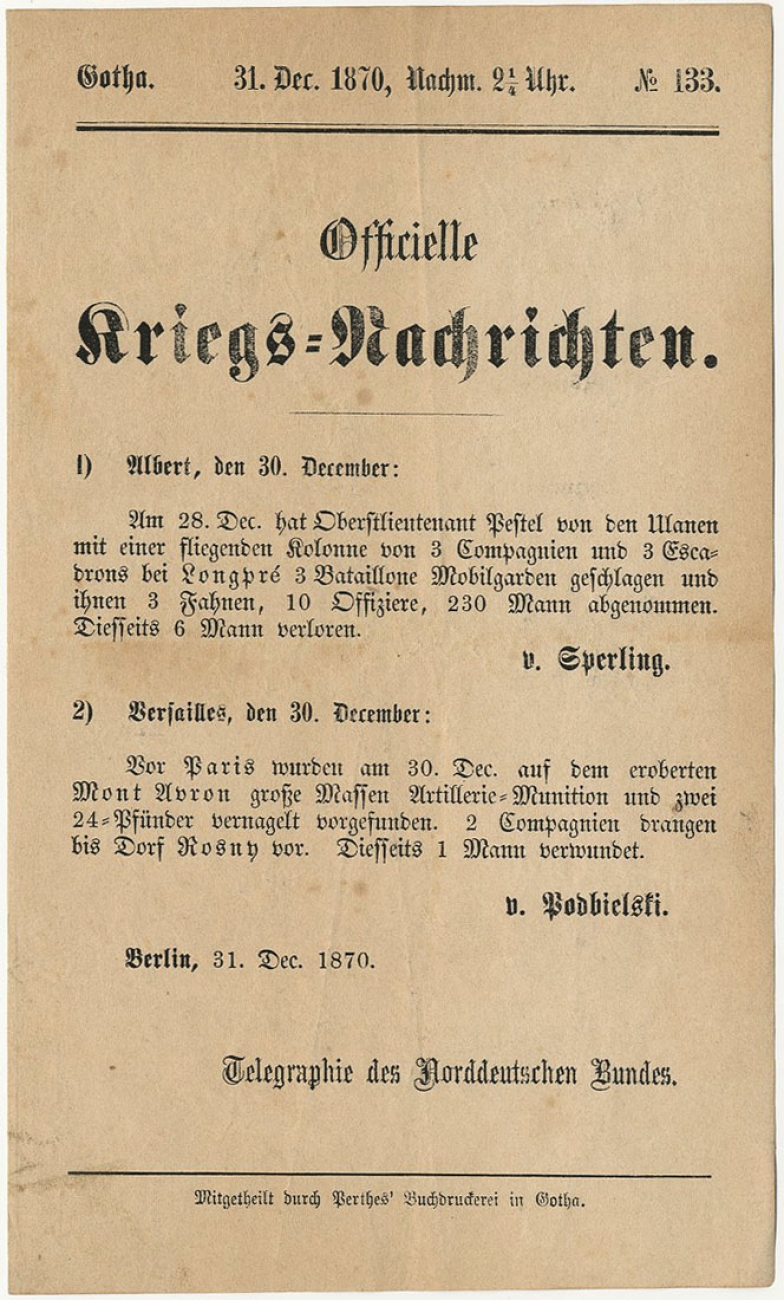 Gotha. 31. Dec. 1870, Nachm. 2¼ Uhr. № 133.
Officielle
Kriegs-Nachrichten.
1) Albert, den 30. December:
Am 28. Dec. hat Oberstlieutenant Pestel von den Ulanen
mit einer fliegenden Kolonne von 3 Compagnien und 3 Esca-
drons bei Longpré 3 Bataillone Mobilgarden geschlagen und
ihnen 3 Fahnen, 10 Offiziere, 230 Mann abgenommen.
Diesseits 6 Mann verloren.
v. Sperling.
2) Versailles, den 30. December:
Vor Paris wurden am 30. Dec. auf dem eroberten
Mont Avron große Massen Artillerie-Munition und zwei
24-Pfünder vernagelt vorgefunden. 2 Compagnien drangen
bis Dorf Rosny vor. Diesseits 1 Mann verwundet.
v. Podbielski.
Berlin, 31. Dec. 1870.
Telegraphie des Norddeutschen Bundes.
Mitgetheilt durch Perthes' Buchdruckerei in Gotha.